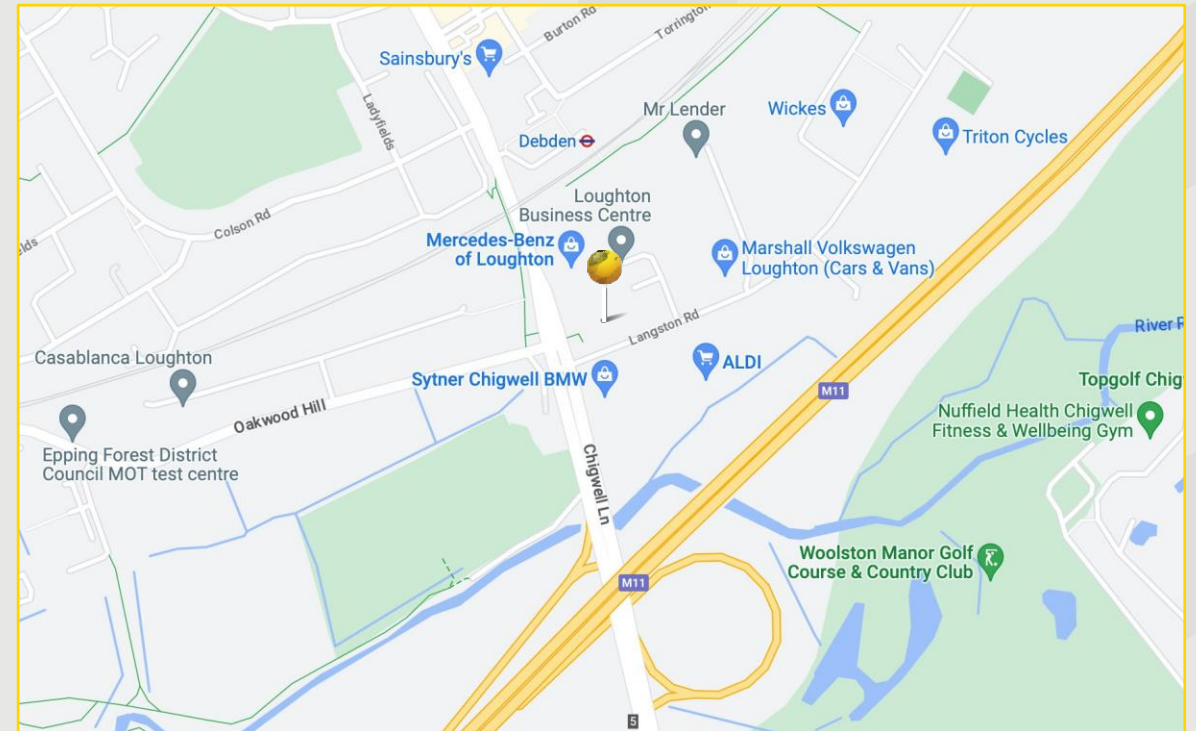 Burton Rd
Torrington
Sainsbury's
Ladyfields
Mr Lender
Wickes
Debden
Triton Cycles
Loughton
Business Centre
Colson Rd
Mercedes-Benz
of Loughton
Marshall Volkswagen
Loughton (Cars & Vans)
Langston Rd
River
Casablanca Loughton
Sytner Chigwell BMW
ALDI
M11
Topgolf Chig
Nuffield Health Chigwell
Fitness & Wellbeing Gym
Oakwood Hill
Epping Forest District
Council MOT test centre
Chigwell Ln
Woolston Manor Golf
Course & Country Club
M11
5